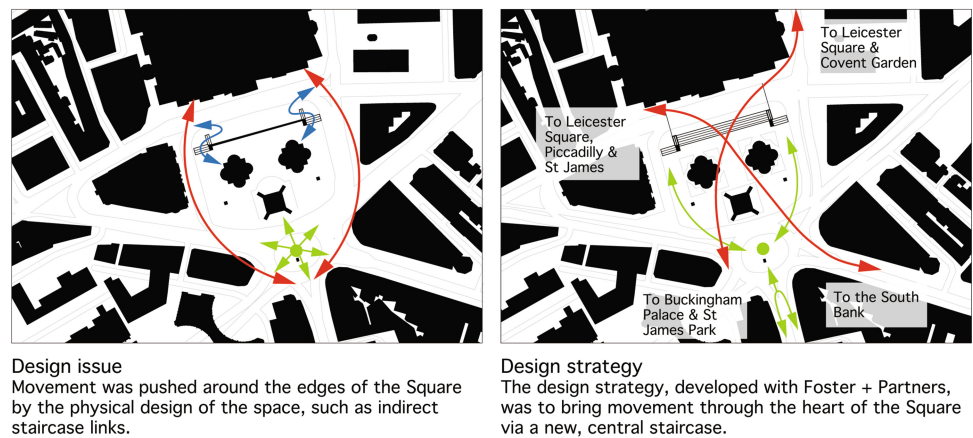 To Leicester
Square &
Covent Garden
To Leicester
Square,
Piccadilly &
St James
To Buckingham
Palace & St
James Park
To the South
Bank
Design issue
Movement was pushed around the edges of the Square
by the physical design of the space, such as indirect
staircase links.
Design strategy
The design strategy, developed with Foster + Partners,
was to bring movement through the heart of the Square
via a new, central staircase.